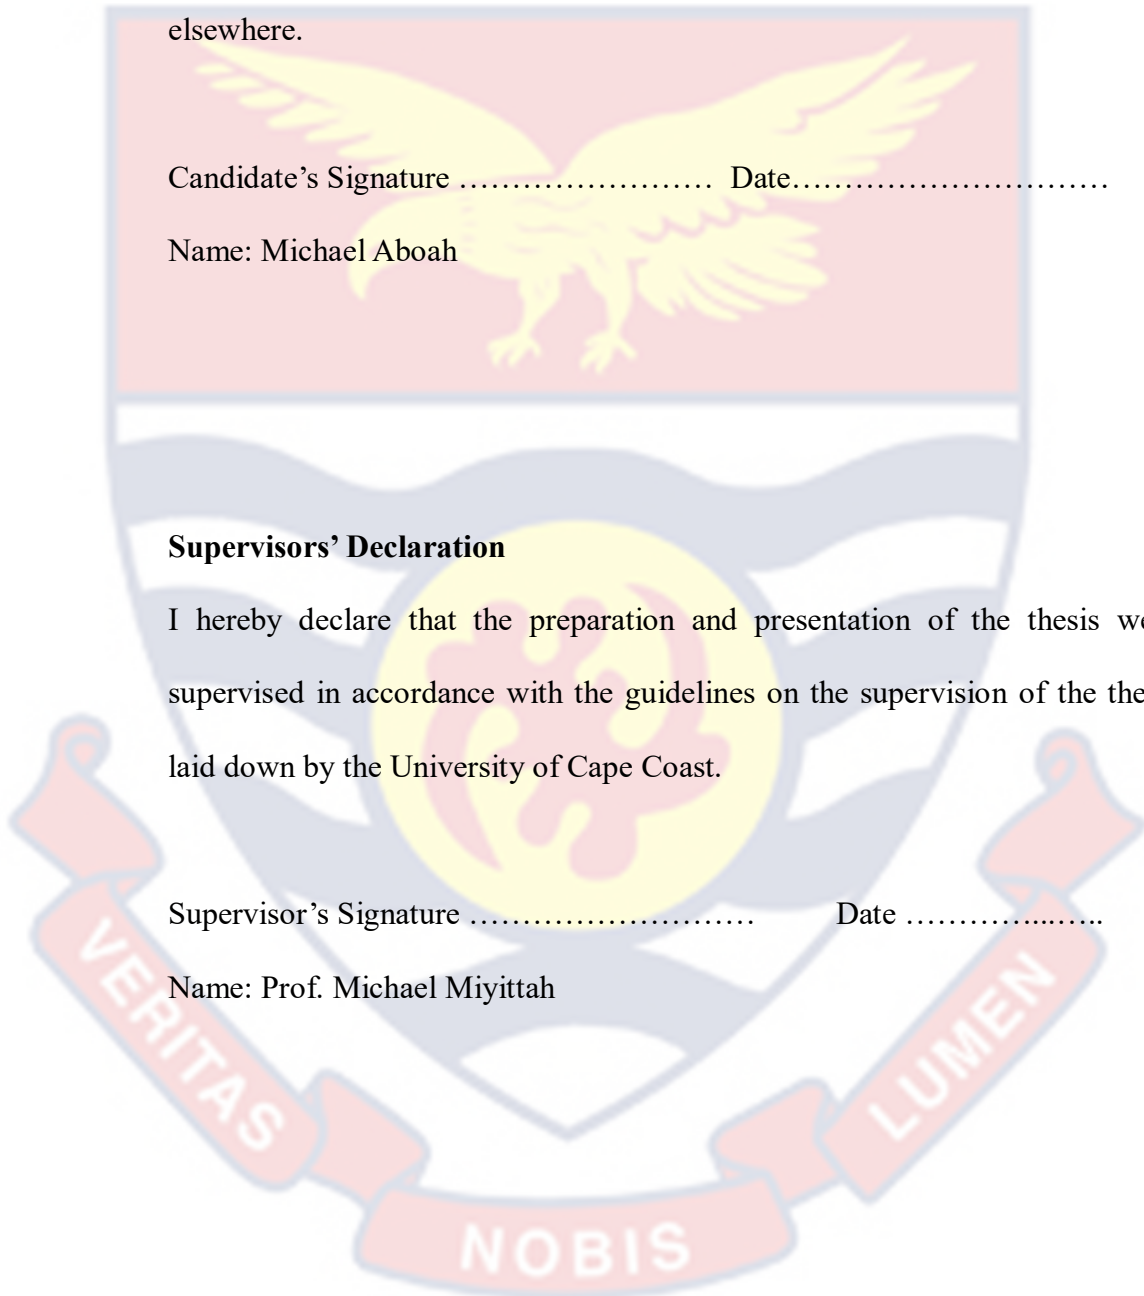 elsewhere.
Candidate’s Signature …………………… Date…………………………
Name: Michael Aboah
Supervisors’ Declaration
I hereby declare that the preparation and presentation of the thesis
supervised in accordance with the guidelines on the supervision of the
laid down by the University of Cape Coast.
Supervisor’s Signature ……………………… Date …………...…..
Name: Prof. Michael Miyittah
VERITAS
NOBIS
LUMEN